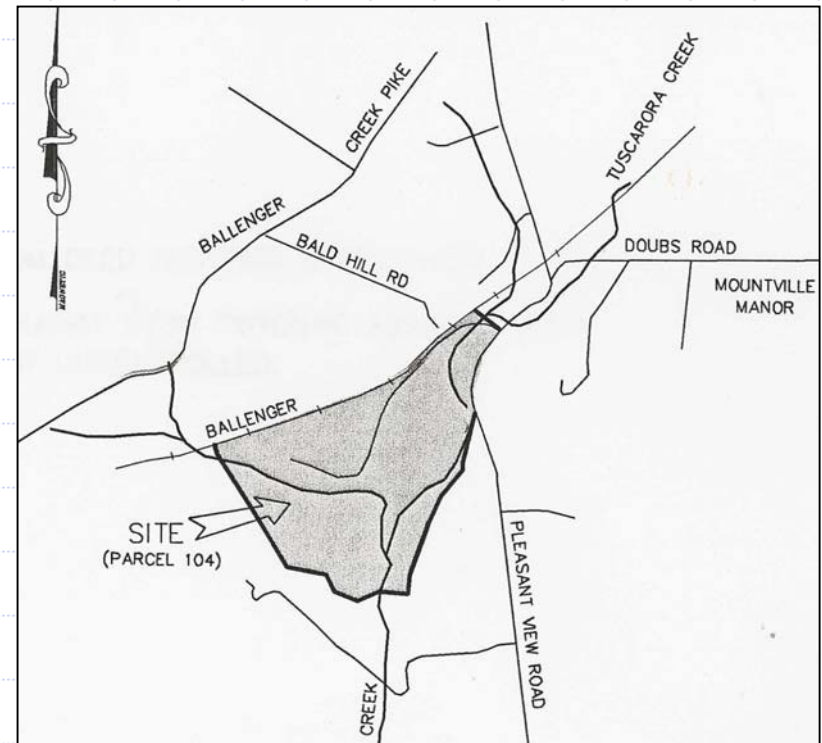 TUSCARORA CREEK
CREEK PIKE
BALLENGER
BALD HILL RD
DOUBS ROAD
MOUNTVILLE
MANOR
BALLENGER
SITE
(PARCEL 104)
PLEASANT VIEW ROAD
CREEK